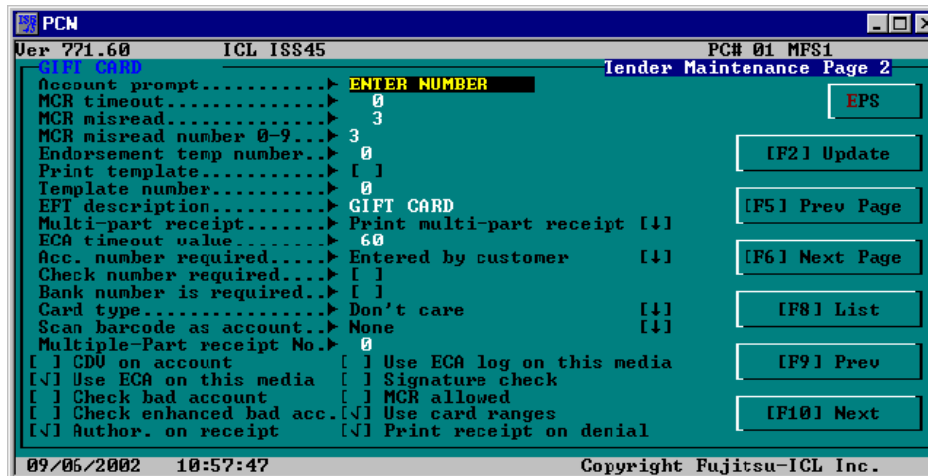 ISS45 PCN
Ver 771.60 ICL ISS45 PC# 01 MFS1
GIFT CARD Tender Maintenance Page 2
Account prompt...........► ENTER NUMBER
MCR timeout..............► 0
MCR misread..............► 3
MCR misread number 0-9...► 3
Endorsement temp number..► 0
Print template...........► [ ]
Template number..........► 0
EFT description..........► GIFT CARD
Multi-part receipt.......► Print multi-part receipt [↓]
ECA timeout value........► 60
Acc. number required.....► Entered by customer [↓]
Check number required....► [ ]
Bank number is required..► [ ]
Card type................► Don't care [↓]
Scan barcode as account..► None [↓]
Multiple-Part receipt No.► 0
[ ] CDV on account [ ] Use ECA log on this media
[√] Use ECA on this media [ ] Signature check
[ ] Check bad account [ ] MCR allowed
[ ] Check enhanced bad acc.[√] Use card ranges
[√] Author. on receipt [√] Print receipt on denial
EPS
[F2] Update
[F5] Prev Page
[F6] Next Page
[F8] List
[F9] Prev
[F10] Next
09/06/2002 10:57:47 Copyright Fujitsu-ICL Inc.